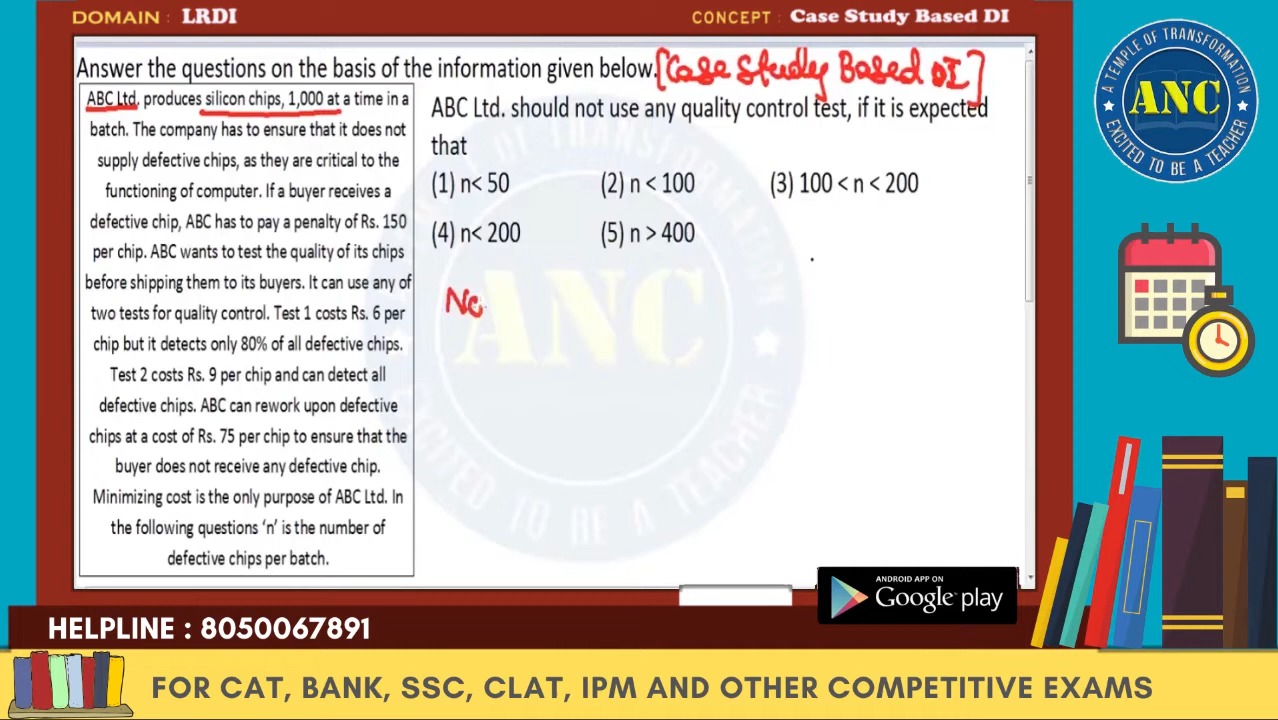 DOMAIN : LRDI
CONCEPT : Case Study Based DI
Answer the questions on the basis of the information given below. [Case Study Based DI]
ABC Ltd. produces silicon chips, 1,000 at a time in a
batch. The company has to ensure that it does not
supply defective chips, as they are critical to the
functioning of computer. If a buyer receives a
defective chip, ABC has to pay a penalty of Rs. 150
per chip. ABC wants to test the quality of its chips
before shipping them to its buyers. It can use any of
two tests for quality control. Test 1 costs Rs. 6 per
chip but it detects only 80% of all defective chips.
Test 2 costs Rs. 9 per chip and can detect all
defective chips. ABC can rework upon defective
chips at a cost of Rs. 75 per chip to ensure that the
buyer does not receive any defective chip.
Minimizing cost is the only purpose of ABC Ltd. In
the following questions 'n' is the number of
defective chips per batch.
ABC Ltd. should not use any quality control test, if it is expected
that
(1) n< 50 (2) n < 100 (3) 100 < n < 200
(4) n< 200 (5) n > 400
No
A TEMPLE OF TRANSFORMATION
ANC
EXCITED TO BE A TEACHER
A TEMPLE OF TRANSFORMATION
ANC
EXCITED TO BE A TEACHER
ANDROID APP ON
Google play
HELPLINE : 8050067891
FOR CAT, BANK, SSC, CLAT, IPM AND OTHER COMPETITIVE EXAMS